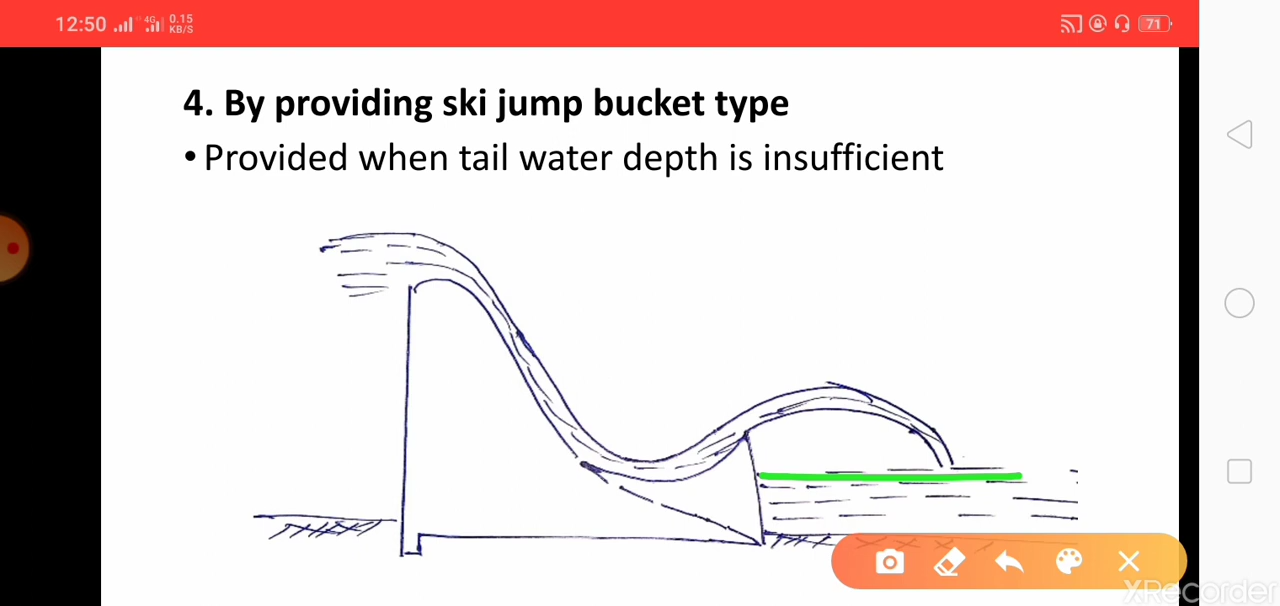 12:50 4G 0.15
KB/S
71
4. By providing ski jump bucket type
• Provided when tail water depth is insufficient
XRecorder